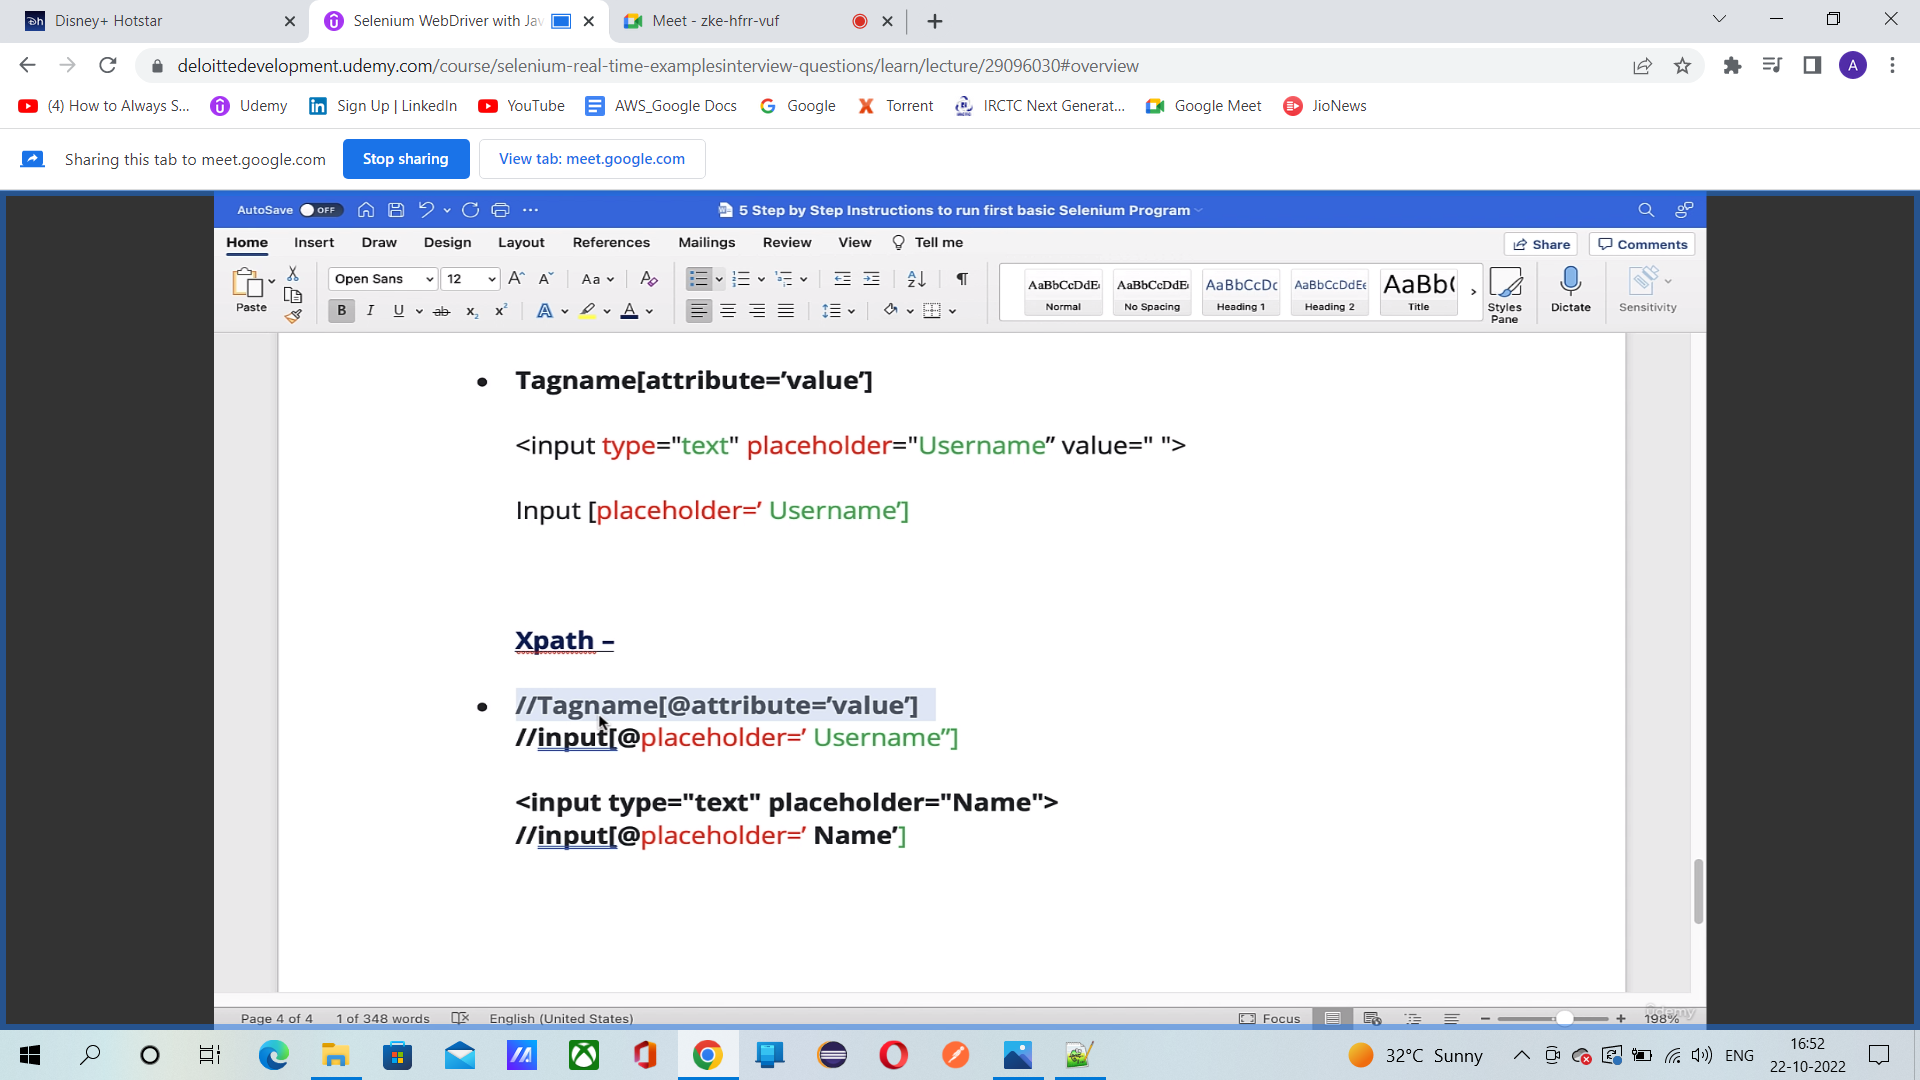 Disney+ Hotstar
Selenium WebDriver with Jav
Meet - zke-hfrr-vuf
deloittedevelopment.udemy.com/course/selenium-real-time-examplesinterview-questions/learn/lecture/29096030#overview
A
(4) How to Always S...
Udemy
Sign Up | LinkedIn
YouTube
AWS_Google Docs
Google
Torrent
IRCTC Next Generat...
Google Meet
JioNews
Sharing this tab to meet.google.com
Stop sharing
View tab: meet.google.com
AutoSave OFF
5 Step by Step Instructions to run first basic Selenium Program
Home Insert Draw Design Layout References Mailings Review View Tell me
Share Comments
Paste
Open Sans 12
AaBbCcDdEe Normal
AaBbCcDdEe No Spacing
AaBbCcDc Heading 1
AaBbCcDdEe Heading 2
AaBb( Title
Styles Pane
Dictate
Sensitivity
• Tagname[attribute=’value’]
<input type="text" placeholder="Username” value=" ">
Input [placeholder=’ Username’]
Xpath –
• //Tagname[@attribute=’value’]
//input[@placeholder=’ Username”]
<input type="text" placeholder="Name">
//input[@placeholder=’ Name’]
Page 4 of 4 1 of 348 words English (United States)
Focus
198%
udemy
32°C Sunny
ENG
16:52
22-10-2022